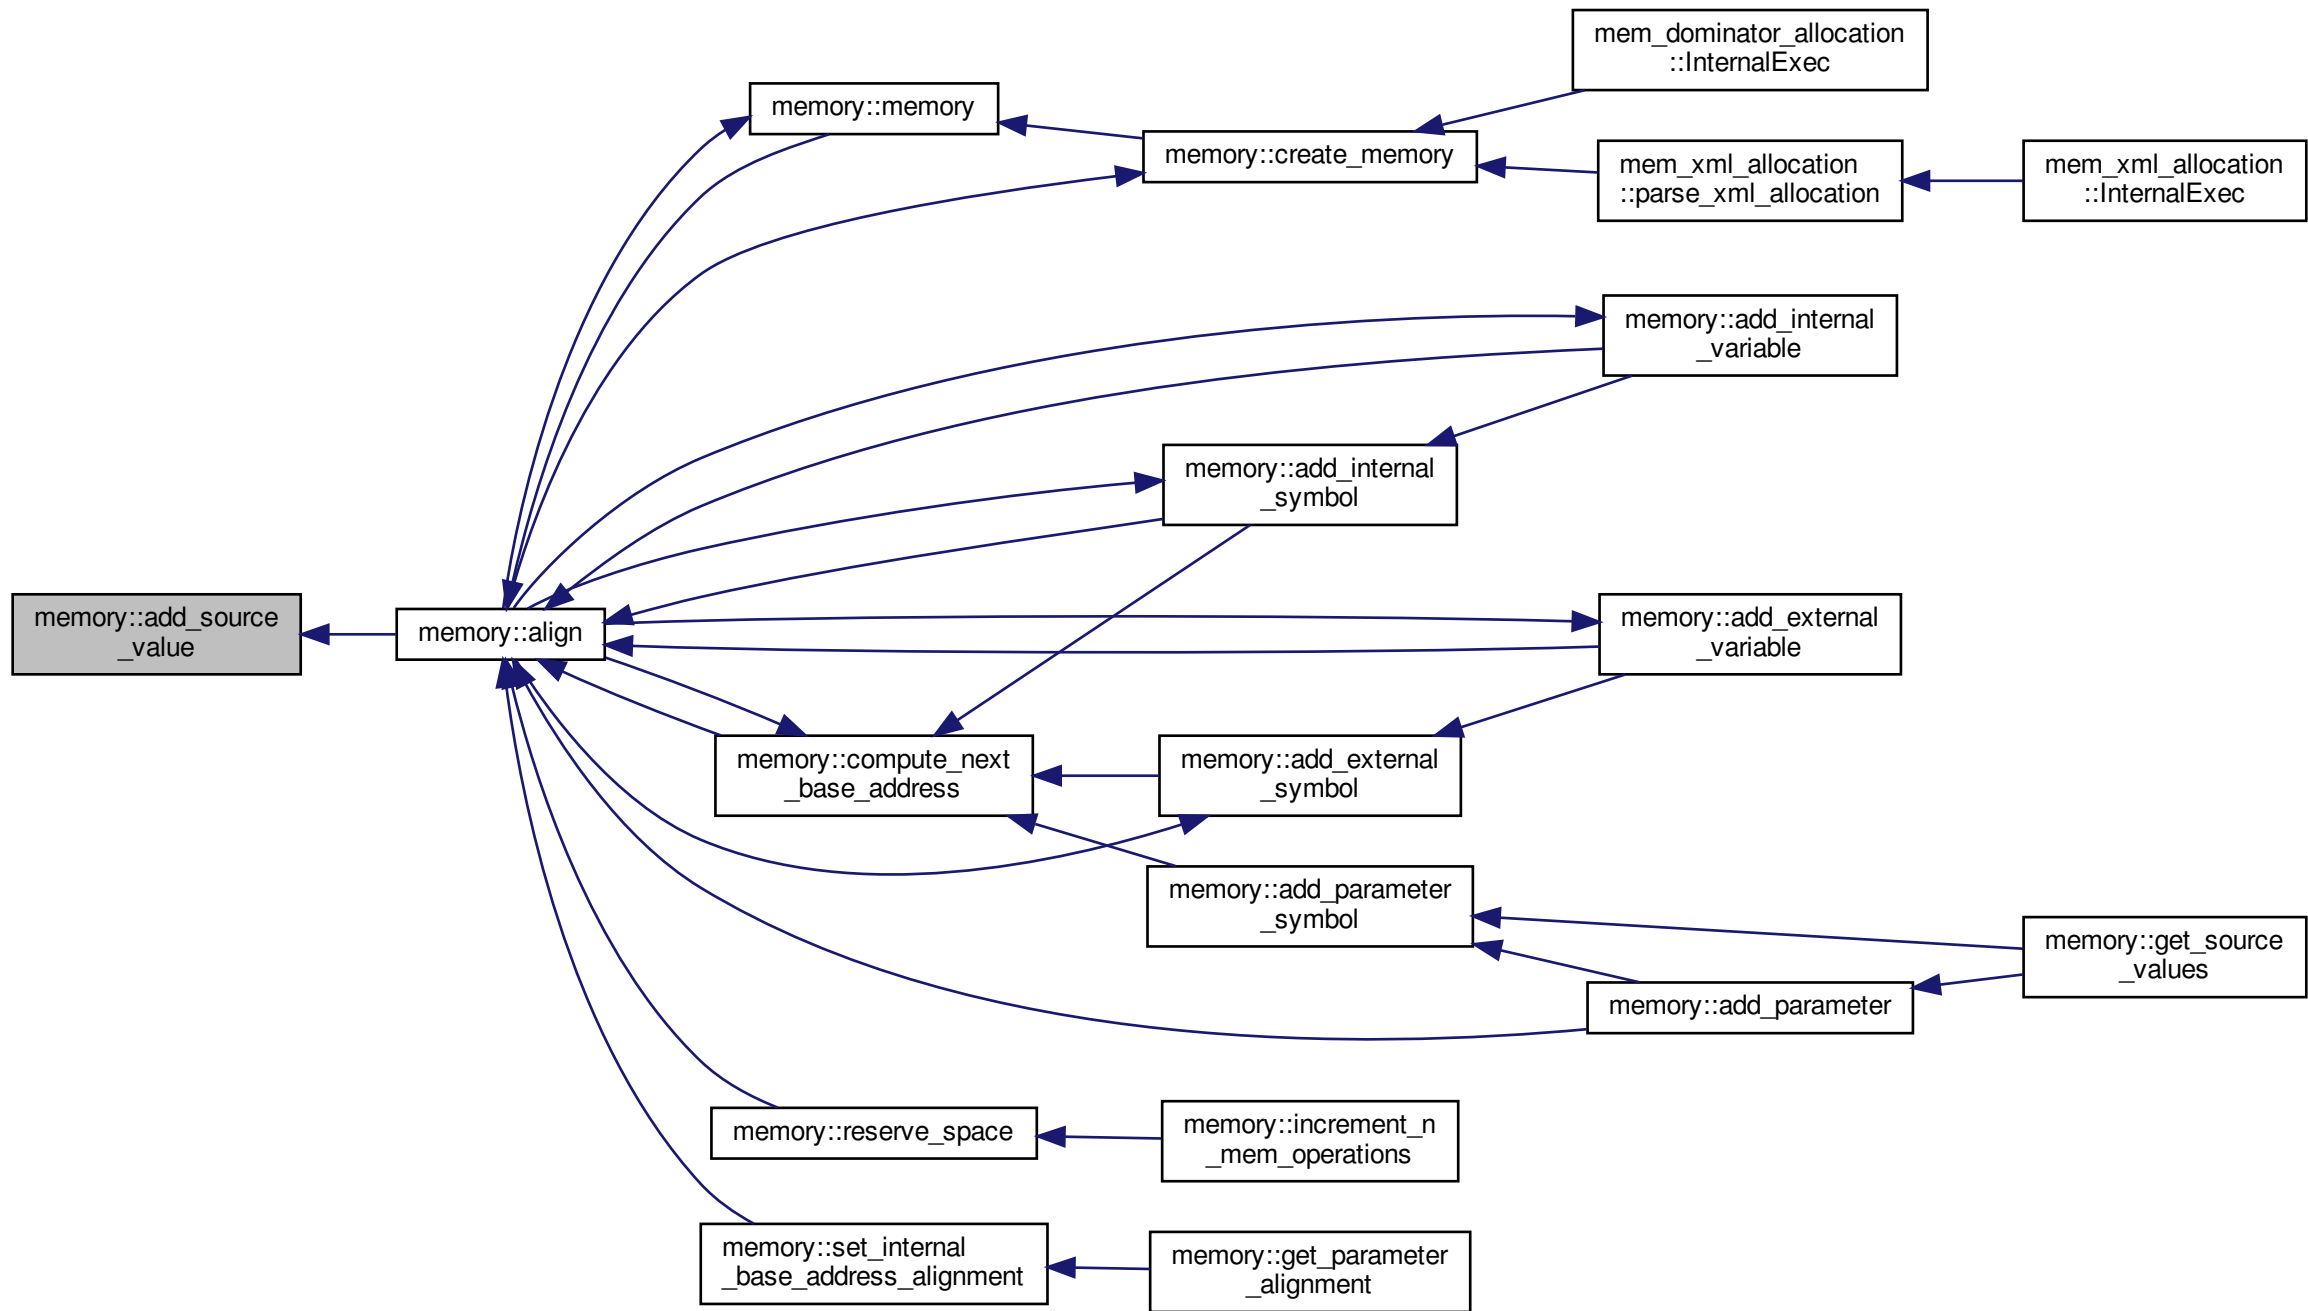 mem_dominator_allocation
::InternalExec
memory::memory
memory::create_memory
mem_xml_allocation
::parse_xml_allocation
mem_xml_allocation
::InternalExec
memory::add_internal
_variable
memory::add_internal
_symbol
memory::add_source
_value
memory::align
memory::add_external
_variable
memory::compute_next
_base_address
memory::add_external
_symbol
memory::add_parameter
_symbol
memory::get_source
_values
memory::add_parameter
memory::reserve_space
memory::increment_n
_mem_operations
memory::set_internal
_base_address_alignment
memory::get_parameter
_alignment